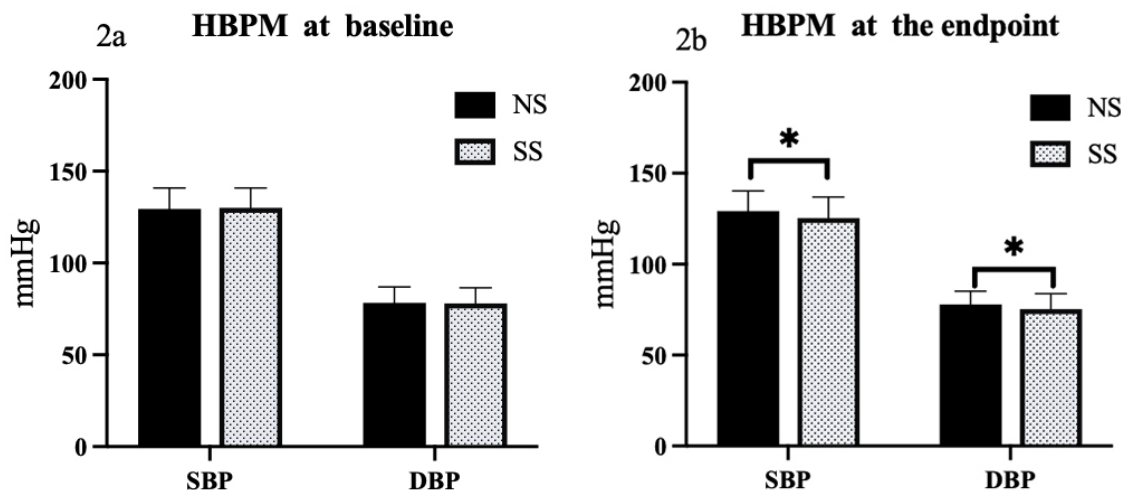 2a
HBPM at baseline
mmHg
200
150
100
50
0
NS
SS
SBP
DBP
2b
HBPM at the endpoint
mmHg
200
150
100
50
0
NS
SS
*
*
SBP
DBP